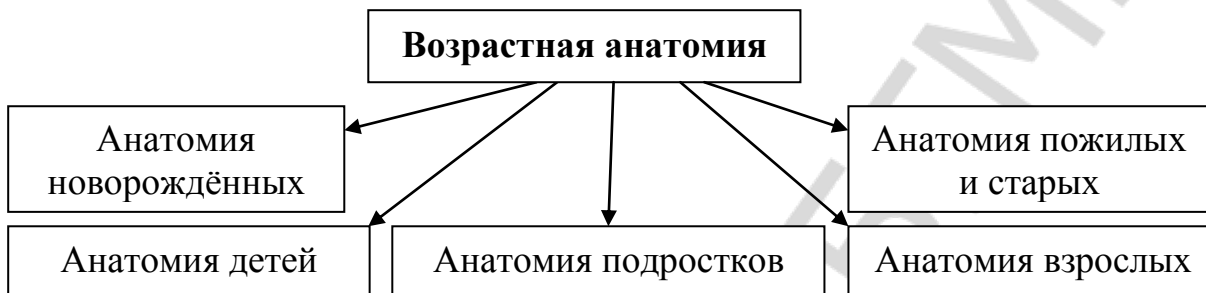 Возрастная анатомия
Анатомия
новорождённых
Анатомия пожилых
и старых
Анатомия детей
Анатомия подростков
Анатомия взрослых